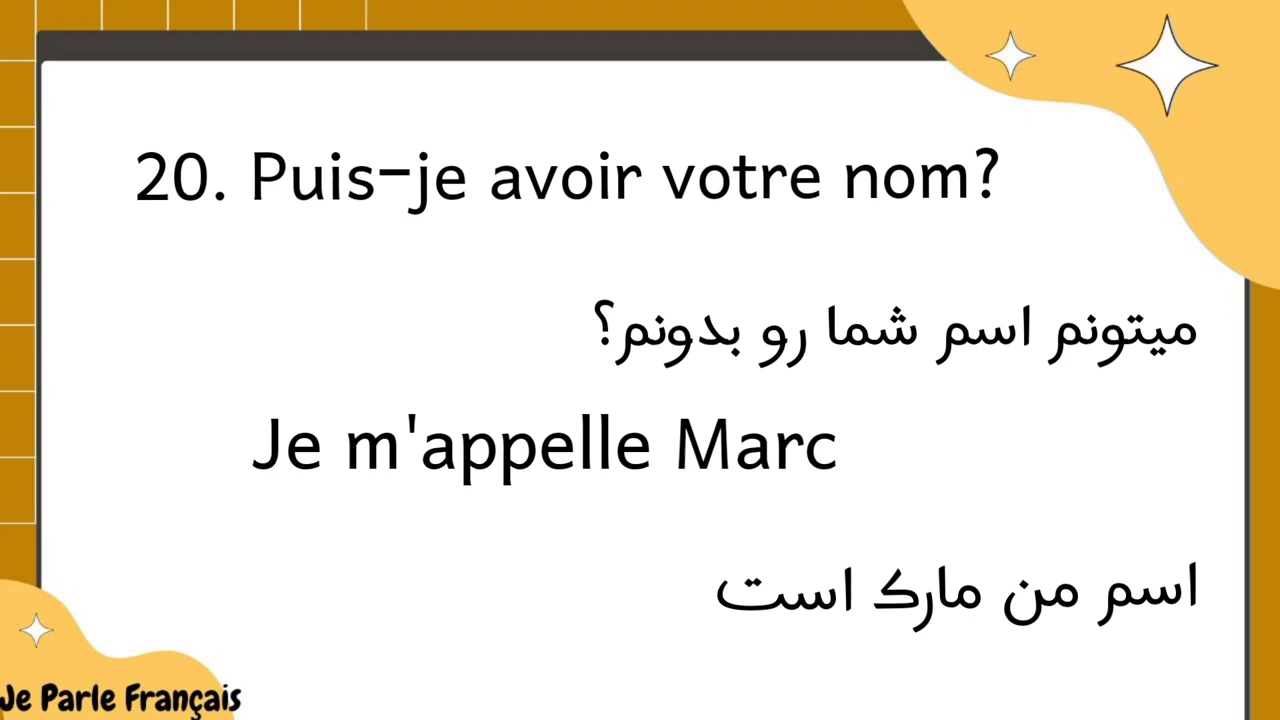 20. Puis-je avoir votre nom?
میتونم اسم شما رو بدونم؟
Je m'appelle Marc
اسم من مارک است
Je Parle Français